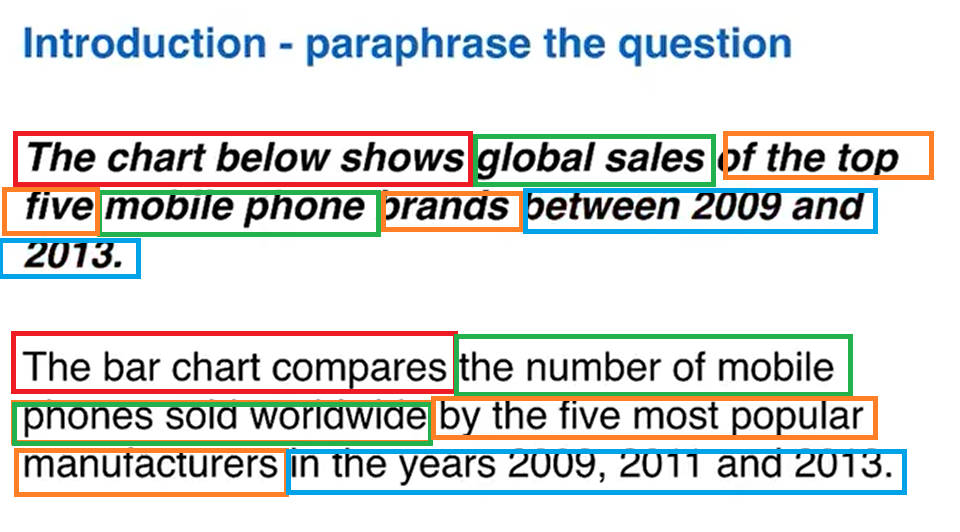 Introduction - paraphrase the question
The chart below shows global sales of the top
five mobile phone brands between 2009 and
2013.
The bar chart compares the number of mobile
phones sold worldwide by the five most popular
manufacturers in the years 2009, 2011 and 2013.